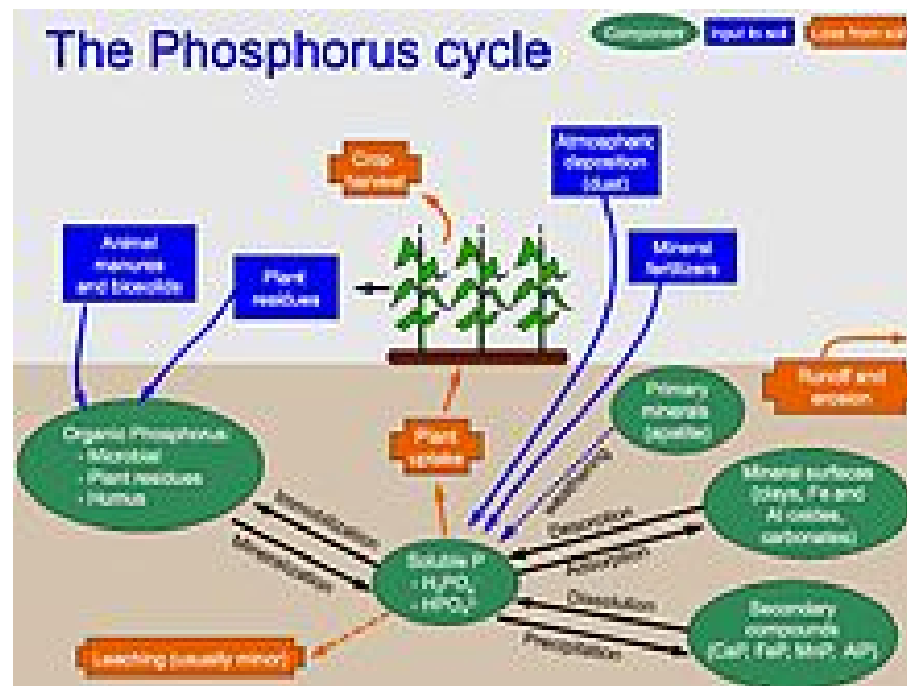 The Phosphorus cycle
Component
Input to soil
Loss from soil
Crop
harvest
Atmospheric
deposition
(dust)
Animal
manures
and biosolids
Plant
residues
Mineral
fertilizers
Runoff and
erosion
Primary
minerals
(apatite)
Plant
uptake
Organic Phosphorus
• Microbial
• Plant residues
• Humus
Weathering
Mineral surfaces
(clays, Fe and
Al oxides,
carbonates)
Immobilization
Mineralization
Desorption
Adsorption
Soluble P
• H₂PO₄
• HPO₄
Dissolution
Precipitation
Secondary
compounds
(CaP, FeP, MnP, AlP)
Leaching (usually minor)